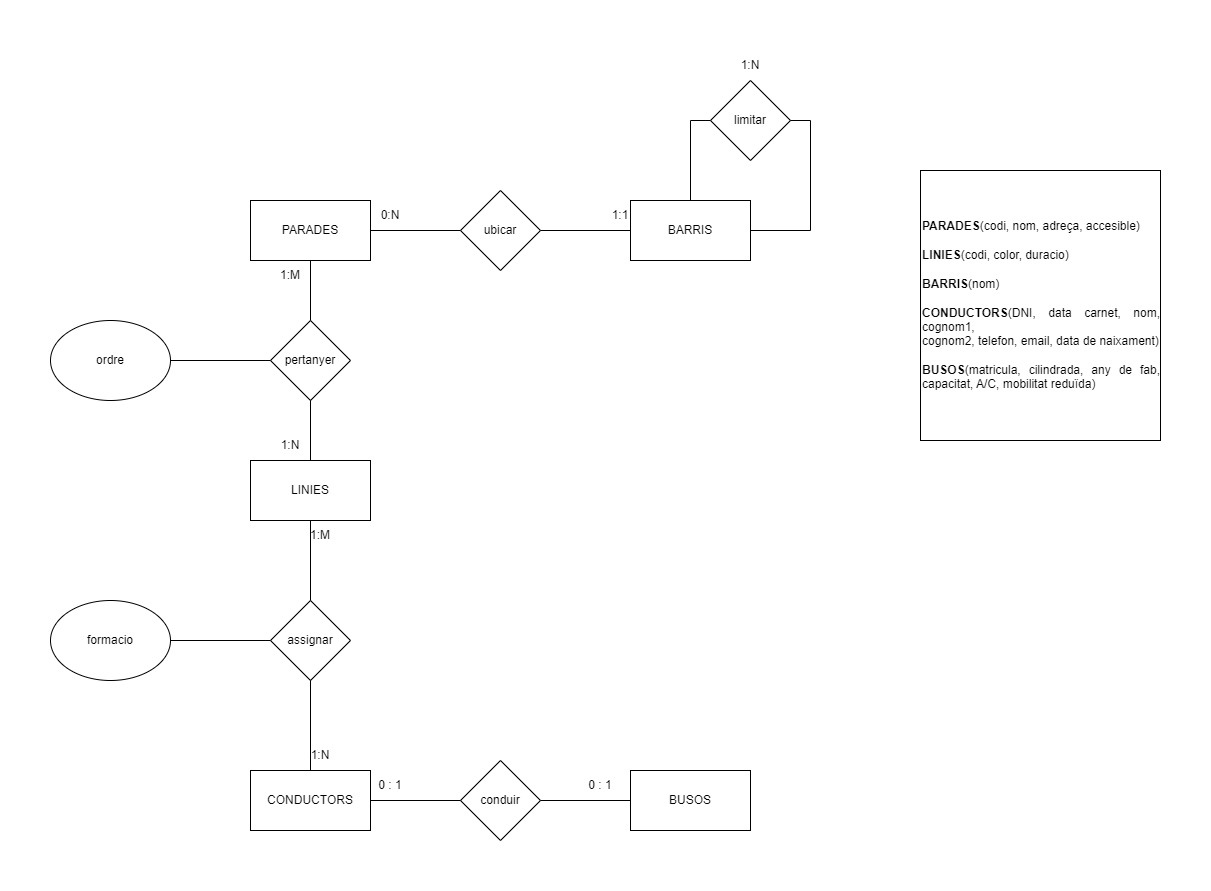 1:N
limitar
PARADES
0:N
ubicar
1:1
BARRIS
1:M
ordre
pertanyer
1:N
LINIES
1:M
formacio
assignar
1:N
CONDUCTORS
0 : 1
conduir
0 : 1
BUSOS
PARADES(codi, nom, adreça, accesible)
LINIES(codi, color, duracio)
BARRIS(nom)
CONDUCTORS(DNI, data carnet, nom,
cognom1,
cognom2, telefon, email, data de naixament)
BUSOS(matricula, cilindrada, any de fab,
capacitat, A/C, mobilitat reduïda)